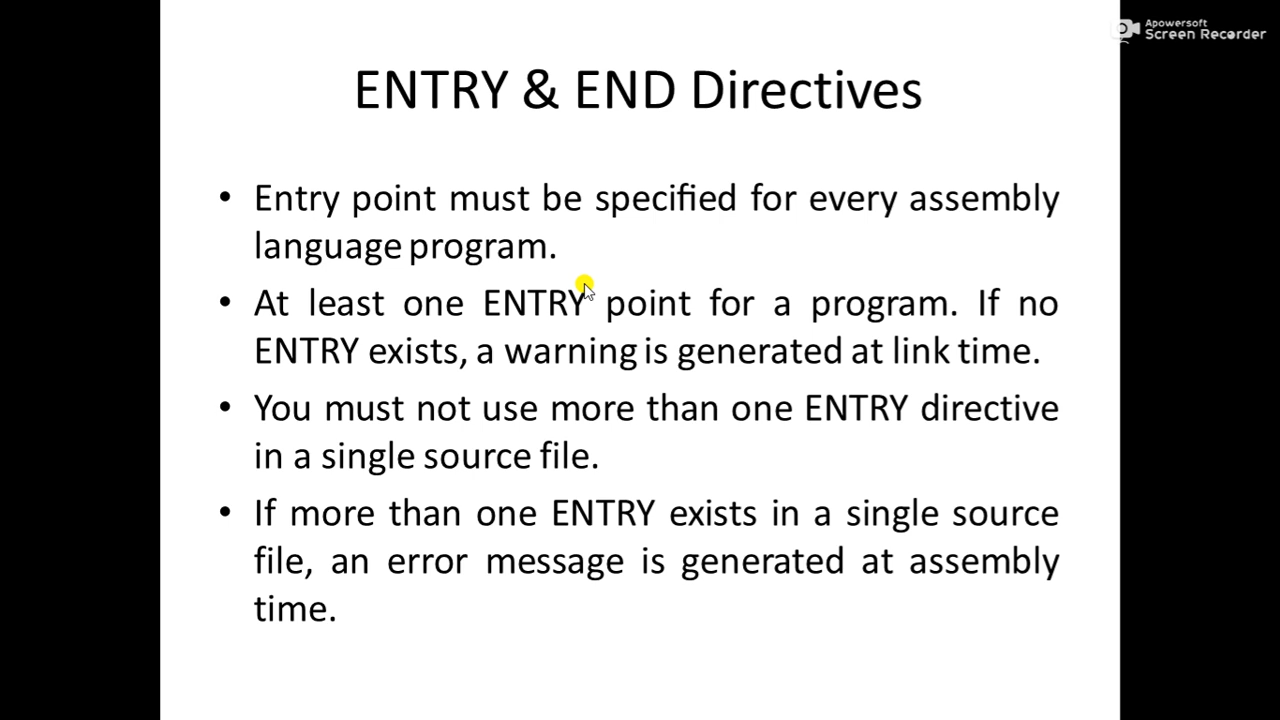 Apowersoft
Screen Recorder
ENTRY & END Directives
• Entry point must be specified for every assembly
language program.
• At least one ENTRY point for a program. If no
ENTRY exists, a warning is generated at link time.
• You must not use more than one ENTRY directive
in a single source file.
• If more than one ENTRY exists in a single source
file, an error message is generated at assembly
time.